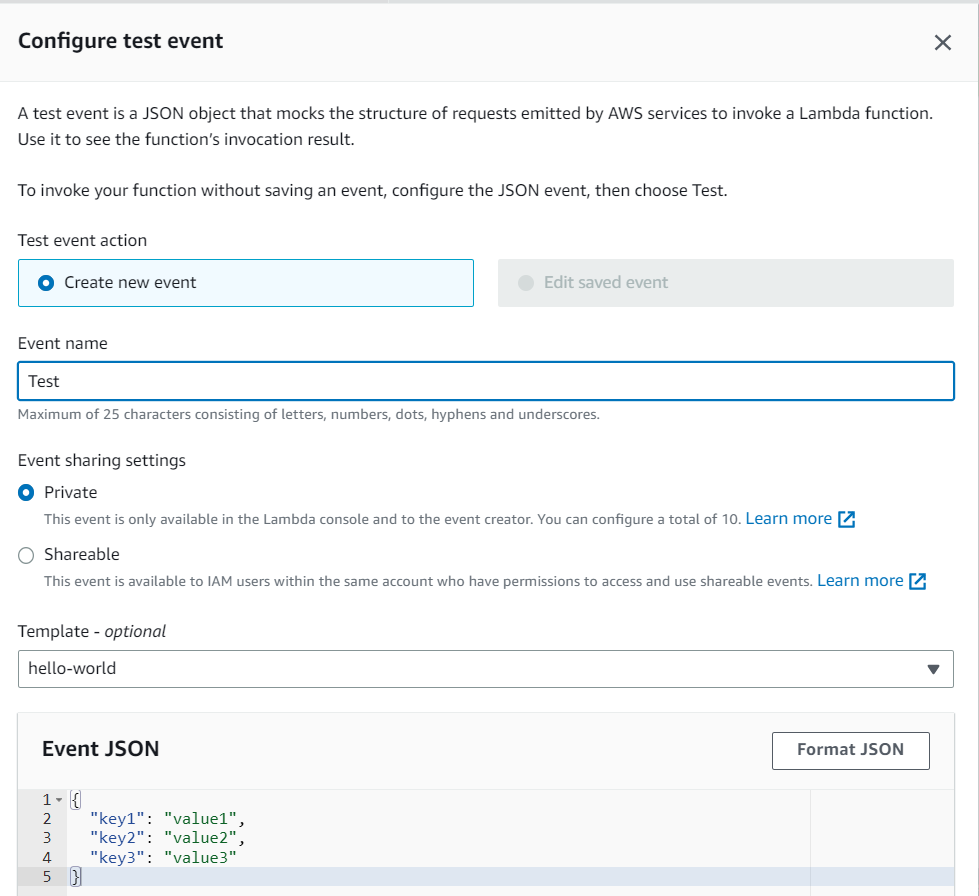 Configure test event
A test event is a JSON object that mocks the structure of requests emitted by AWS services to invoke a Lambda function.
Use it to see the function’s invocation result.
To invoke your function without saving an event, configure the JSON event, then choose Test.
Test event action
Create new event
Edit saved event
Event name
Test
Maximum of 25 characters consisting of letters, numbers, dots, hyphens and underscores.
Event sharing settings
Private
This event is only available in the Lambda console and to the event creator. You can configure a total of 10. Learn more
Shareable
This event is available to IAM users within the same account who have permissions to access and use shareable events. Learn more
Template - optional
hello-world
Event JSON
Format JSON
1 {
2 "key1": "value1",
3 "key2": "value2",
4 "key3": "value3"
5 }